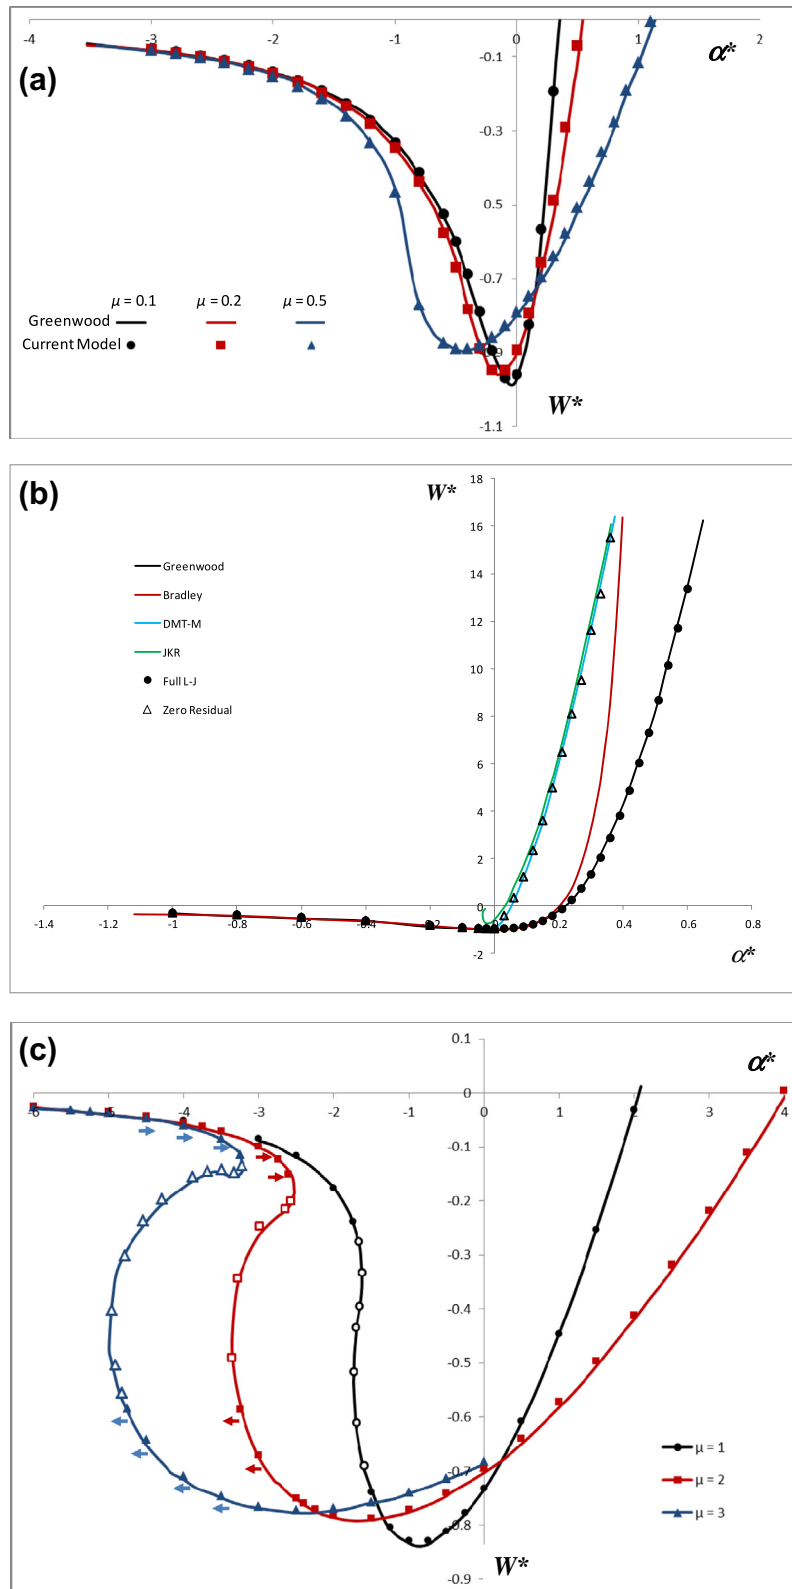 -4 -3 -2 -1 0 1 2
α*
(a)
-0.1
-0.3
-0.5
-0.7
μ = 0.1 μ = 0.2 μ = 0.5
Greenwood
Current Model
W*
-1.1
(b)
W*
18
16
14
12
10
8
6
4
2
0
-2
Greenwood
Bradley
DMT-M
JKR
Full L-J
Zero Residual
-1.4 -1.2 -1 -0.8 -0.6 -0.4 -0.2 0.2 0.4 0.6 0.8
α*
(c)
0.1
α*
0
-6 -5 -4 -3 -2 -1 0 1 2 3 4
-0.1
-0.2
-0.3
-0.4
-0.5
-0.6
-0.7
-0.8
-0.9
μ = 1
μ = 2
μ = 3
W*